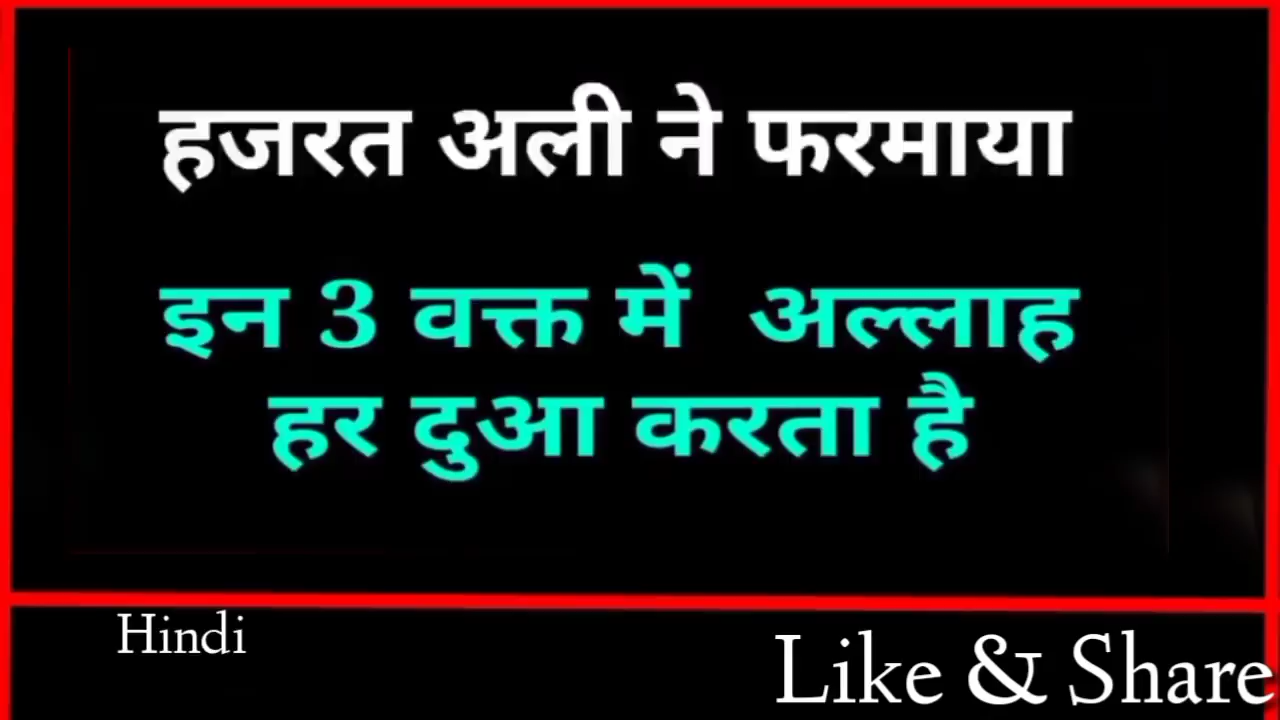 हजरत अली ने फरमाया
इन 3 वक्त में अल्लाह
हर दुआ करता है
Hindi
Like & Share